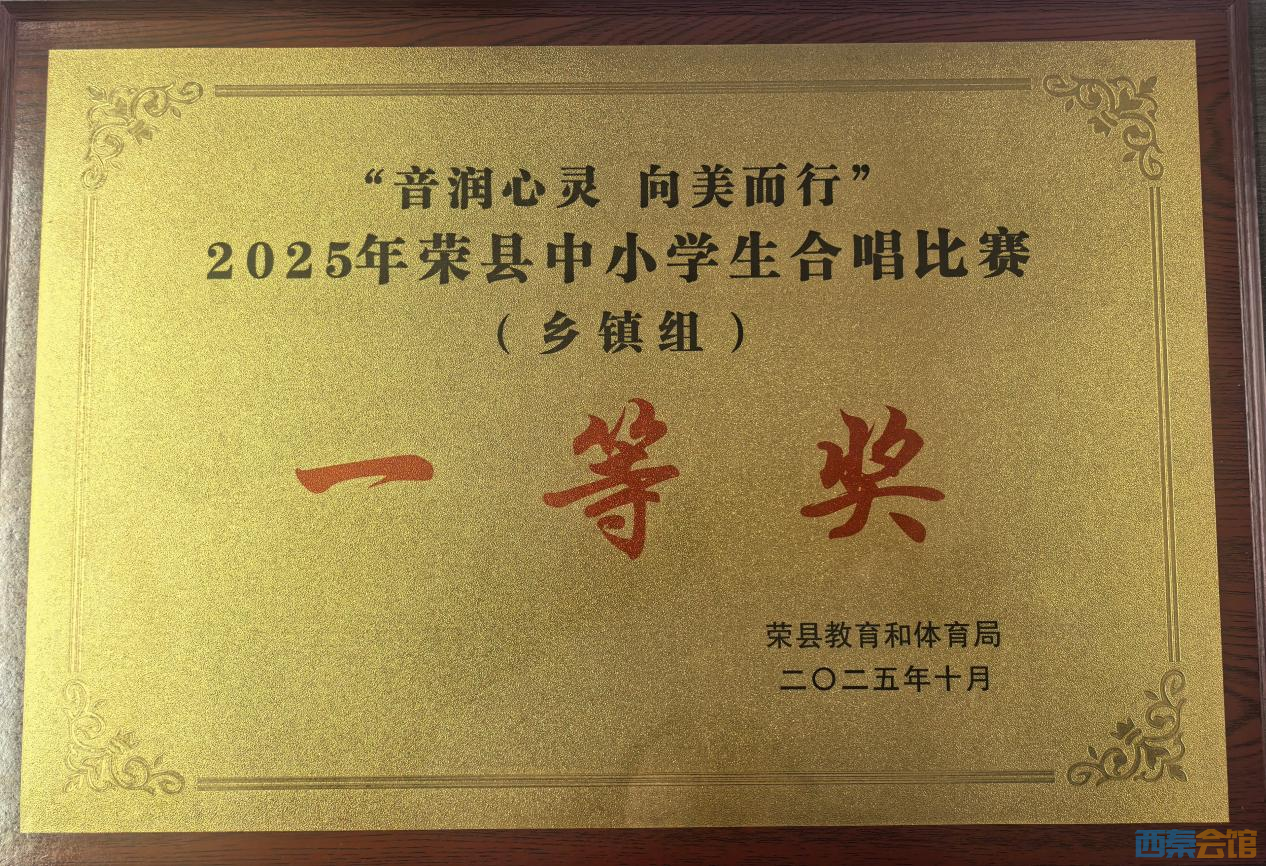 “音润心灵 向美而行”
2025年荣县中小学生合唱比赛
（乡镇组）
一等奖
荣县教育和体育局
二〇二五年十月
西秦会馆